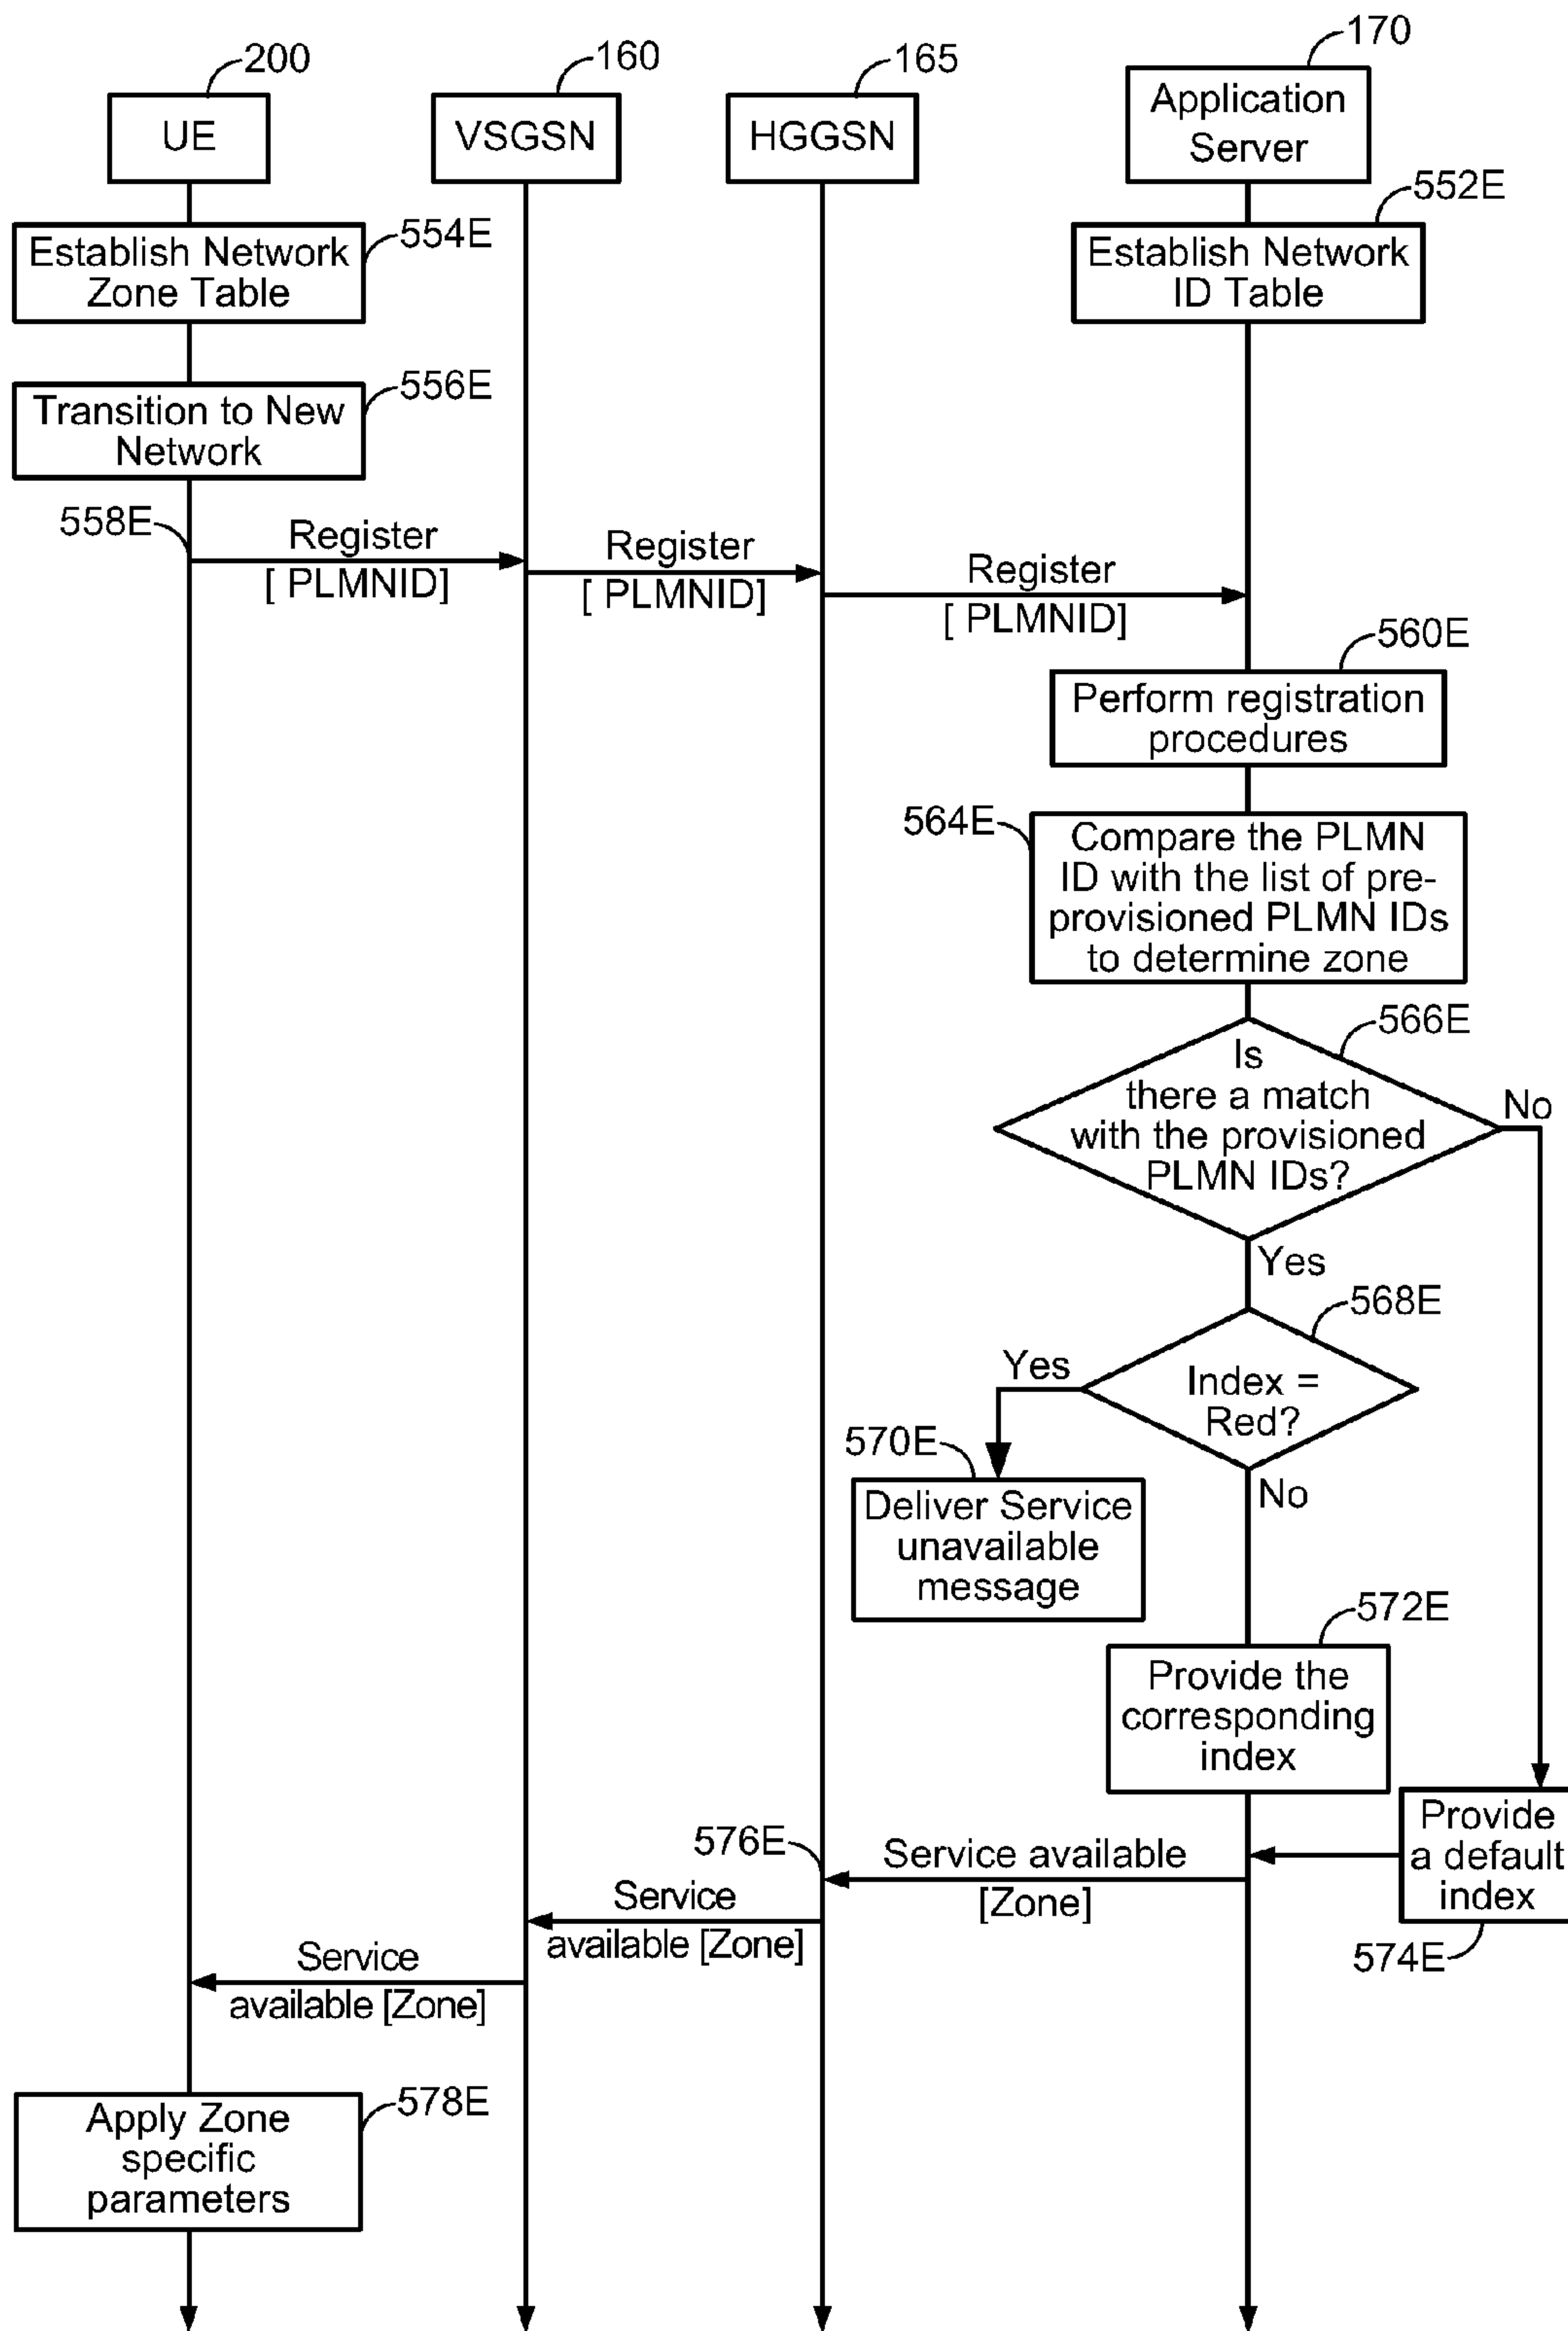 200
160
165
170
UE
VSGSN
HGGSN
Application
Server
552E
554E
Establish Network
Zone Table
Establish Network
ID Table
556E
Transition to New
Network
558E
Register
[ PLMNID]
Register
[ PLMNID]
Register
[ PLMNID]
560E
Perform registration
procedures
564E
Compare the PLMN
ID with the list of pre-
provisioned PLMN IDs
to determine zone
566E
Is
there a match
with the provisioned
PLMN IDs?
No
Yes
568E
Index =
Red?
Yes
No
570E
Deliver Service
unavailable
message
572E
Provide the
corresponding
index
Provide
a default
index
574E
576E
Service available
[Zone]
Service
available [Zone]
Service
available [Zone]
578E
Apply Zone
specific
parameters